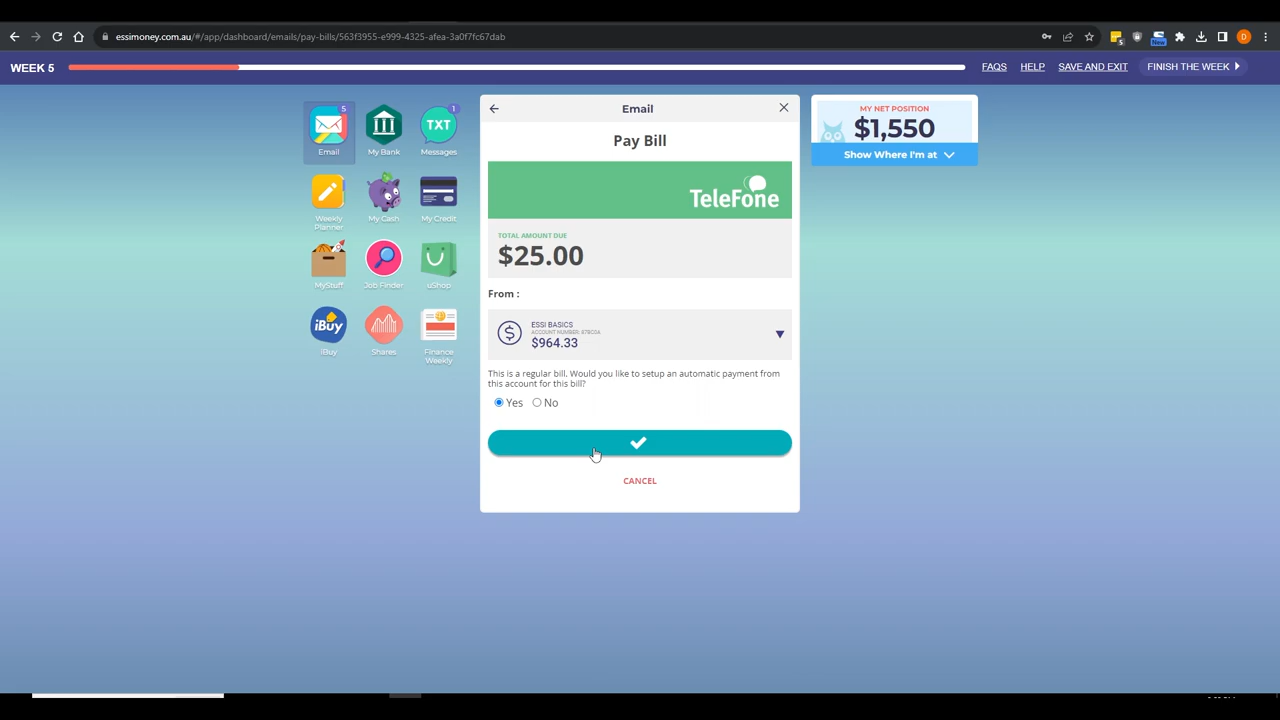 essimoney.com.au/#/app/dashboard/emails/pay-bills/563f3955-e999-4325-afea-3a0f7fc67dab
5
New
D
WEEK 5
FAQS
HELP
SAVE AND EXIT
FINISH THE WEEK
5
Email
My Bank
TXT
1
Messages
Weekly
Planner
My Cash
My Credit
MyStuff
Job Finder
uShop
iBuy
iBuy
Shares
Finance
Weekly
Email
Pay Bill
TeleFone
TOTAL AMOUNT DUE
$25.00
From :
ESSI BASICS
$964.33
This is a regular bill. Would you like to setup an automatic payment from
this account for this bill?
Yes No
CANCEL
MY NET POSITION
$1,550
Show Where I'm at